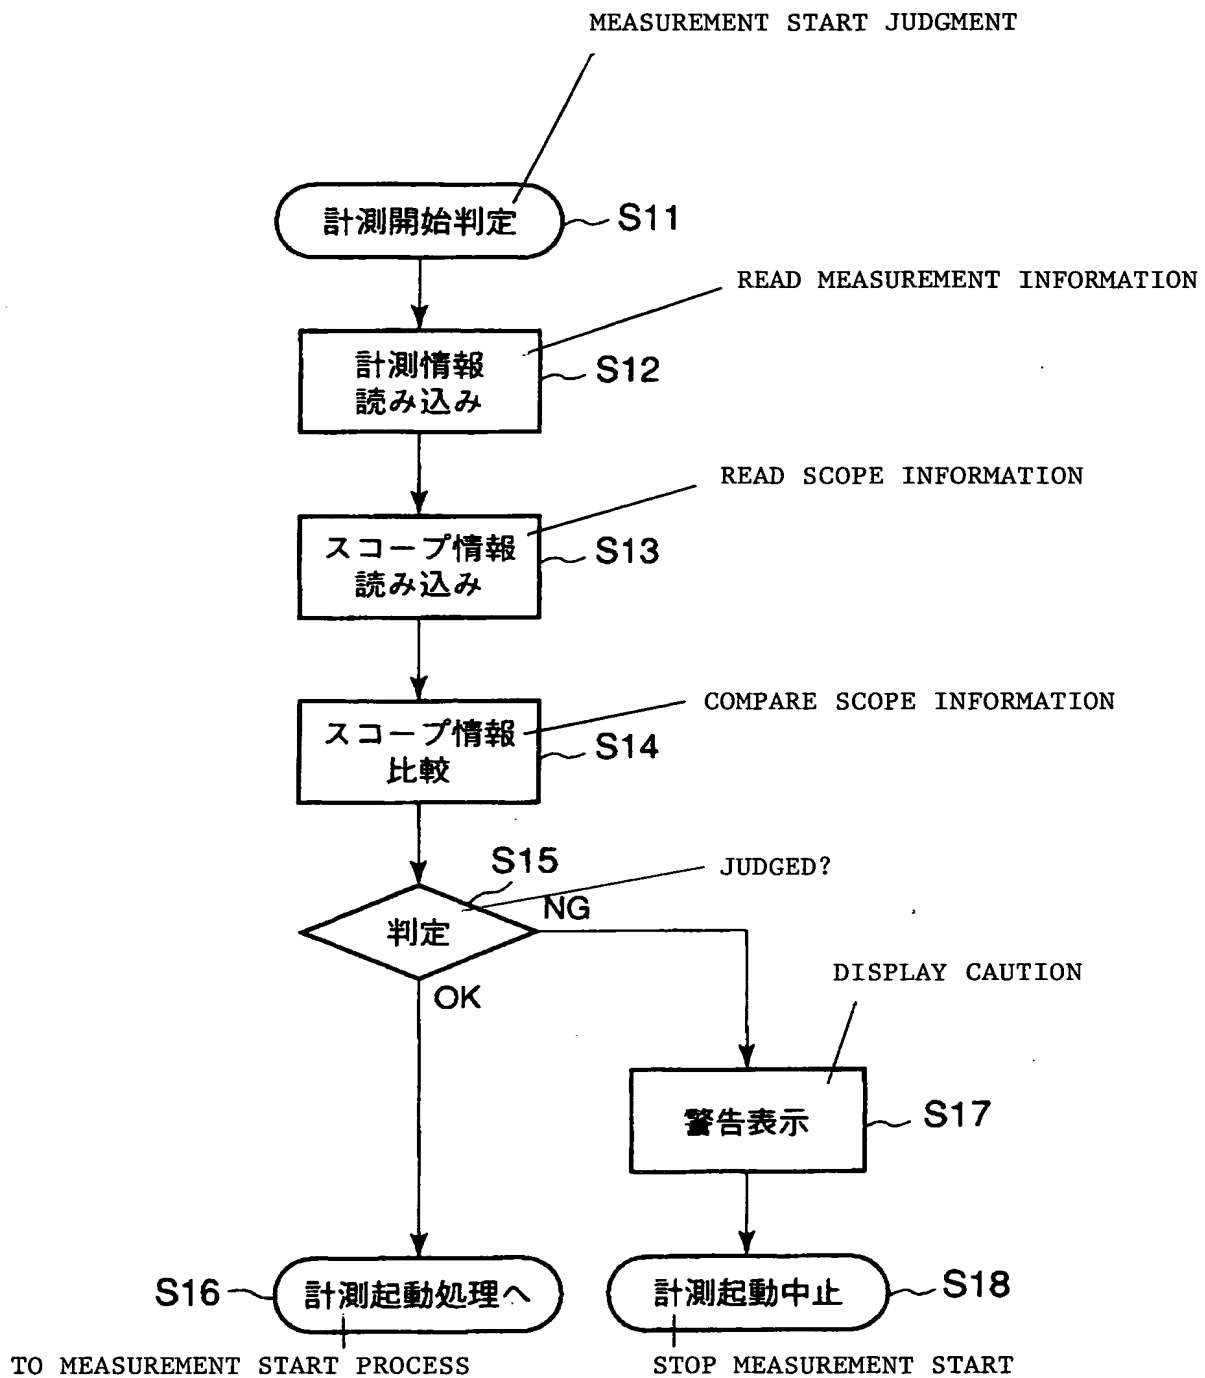 MEASUREMENT START JUDGMENT
計測開始判定
S11
READ MEASUREMENT INFORMATION
計測情報
読み込み
S12
READ SCOPE INFORMATION
スコープ情報
読み込み
S13
COMPARE SCOPE INFORMATION
スコープ情報
比較
S14
S15
JUDGED?
判定
NG
OK
DISPLAY CAUTION
警告表示
S17
S16
計測起動処理へ
計測起動中止
S18
TO MEASUREMENT START PROCESS
STOP MEASUREMENT START